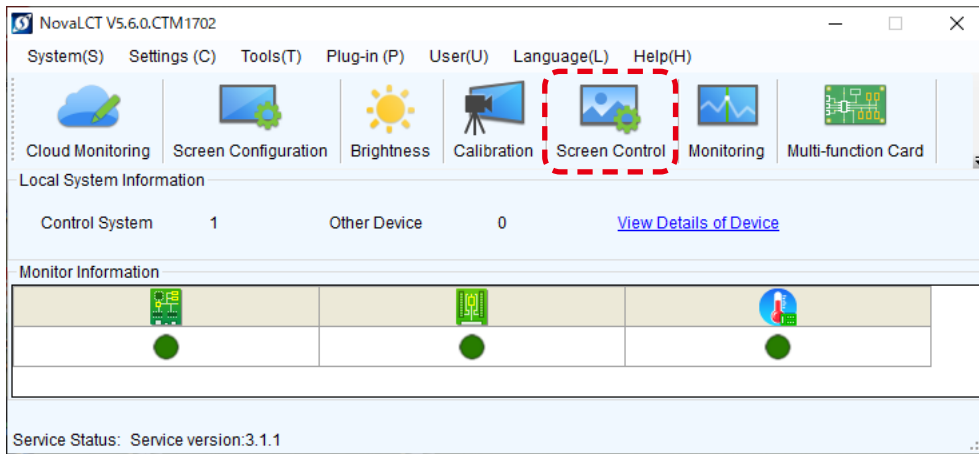 NovaLCT V5.6.0.CTM1702
System(S) Settings (C) Tools(T) Plug-in (P) User(U) Language(L) Help(H)
Cloud Monitoring Screen Configuration Brightness Calibration Screen Control Monitoring Multi-function Card
Local System Information
Control System 1 Other Device 0 View Details of Device
Monitor Information
Service Status: Service version:3.1.1